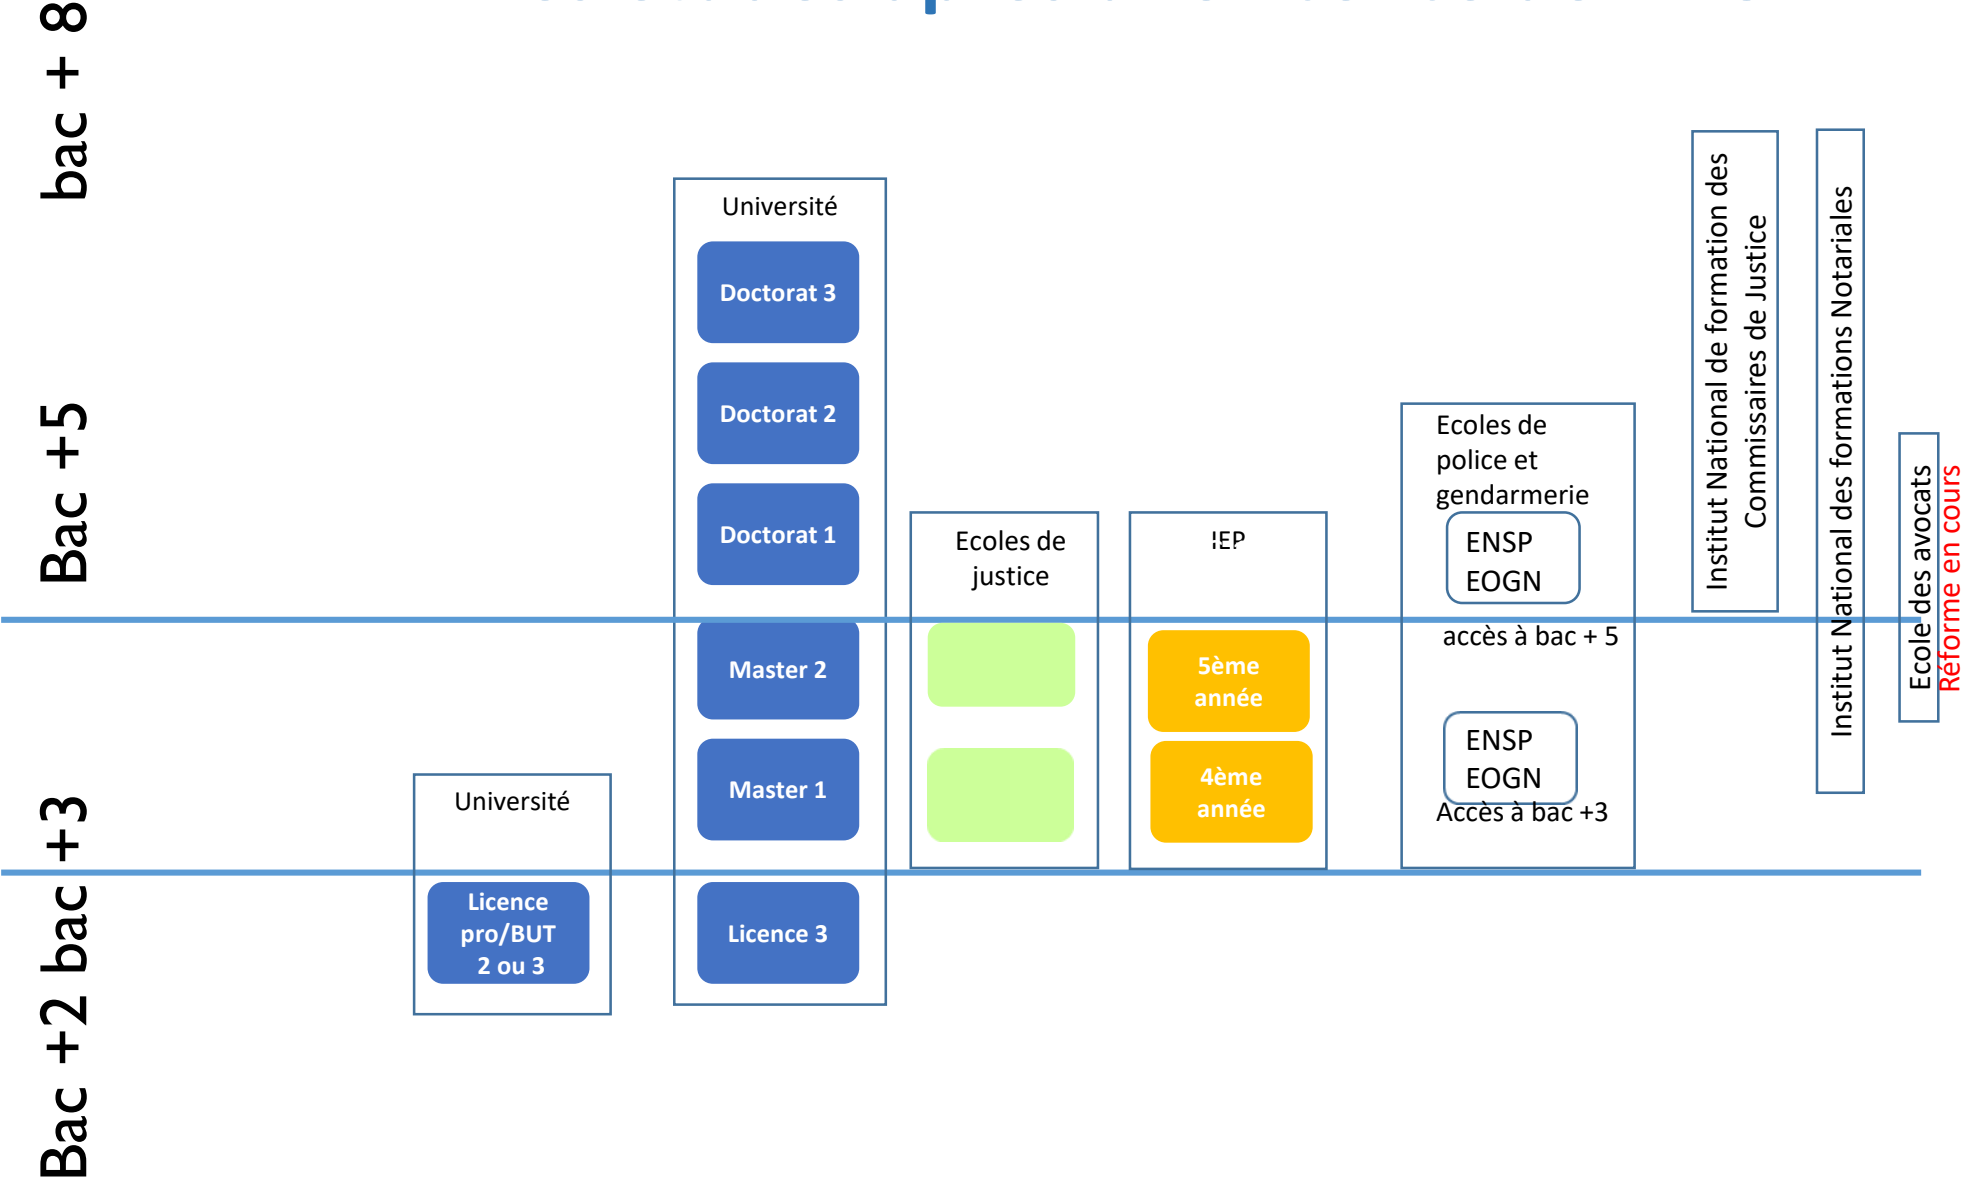 bac + 8
Bac +5
Bac +2 bac +3
Université
Licence
pro/BUT
2 ou 3
Université
Doctorat 3
Doctorat 2
Doctorat 1
Master 2
Master 1
Licence 3
Ecoles de
justice
IEP
5ème
année
4ème
année
Ecoles de
police et
gendarmerie
ENSP
EOGN
accès à bac + 5
ENSP
EOGN
Accès à bac +3
Institut National de formation des
Commissaires de Justice
Institut National des formations Notariales
Ecole des avocats
Réforme en cours